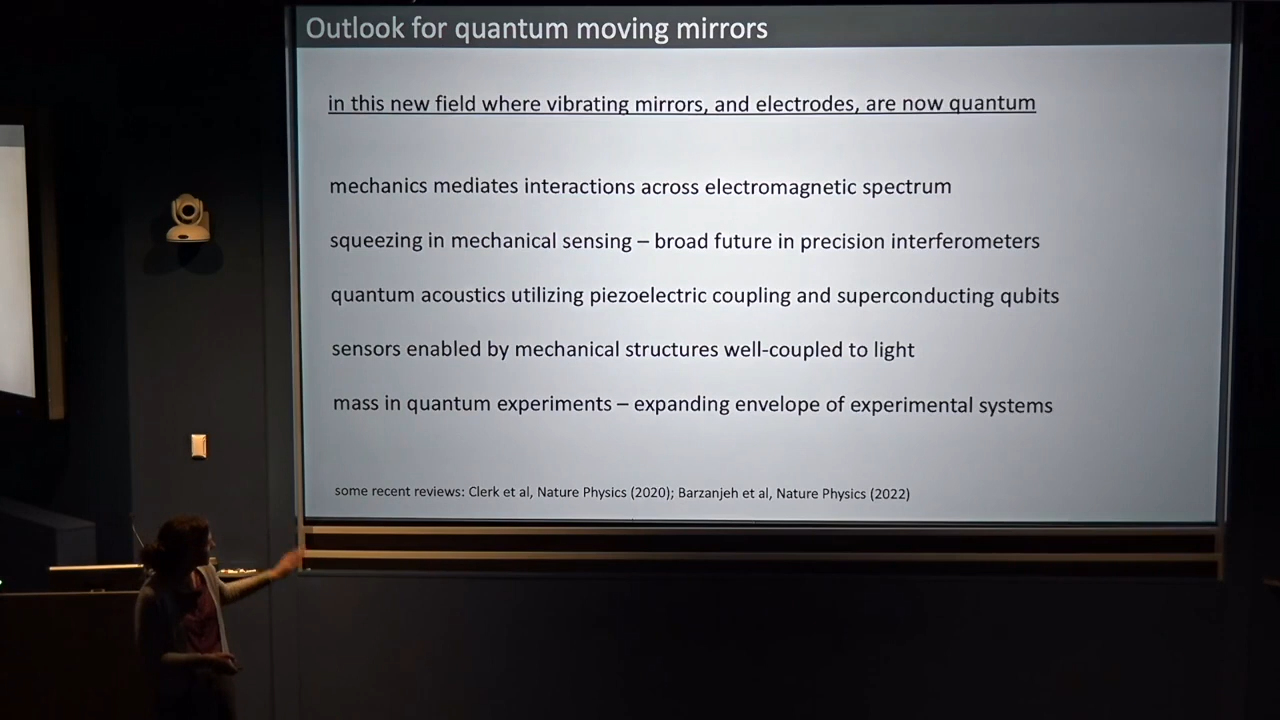 Outlook for quantum moving mirrors
in this new field where vibrating mirrors, and electrodes, are now quantum
mechanics mediates interactions across electromagnetic spectrum
squeezing in mechanical sensing – broad future in precision interferometers
quantum acoustics utilizing piezoelectric coupling and superconducting qubits
sensors enabled by mechanical structures well-coupled to light
mass in quantum experiments – expanding envelope of experimental systems
some recent reviews: Clerk et al, Nature Physics (2020); Barzanjeh et al, Nature Physics (2022)